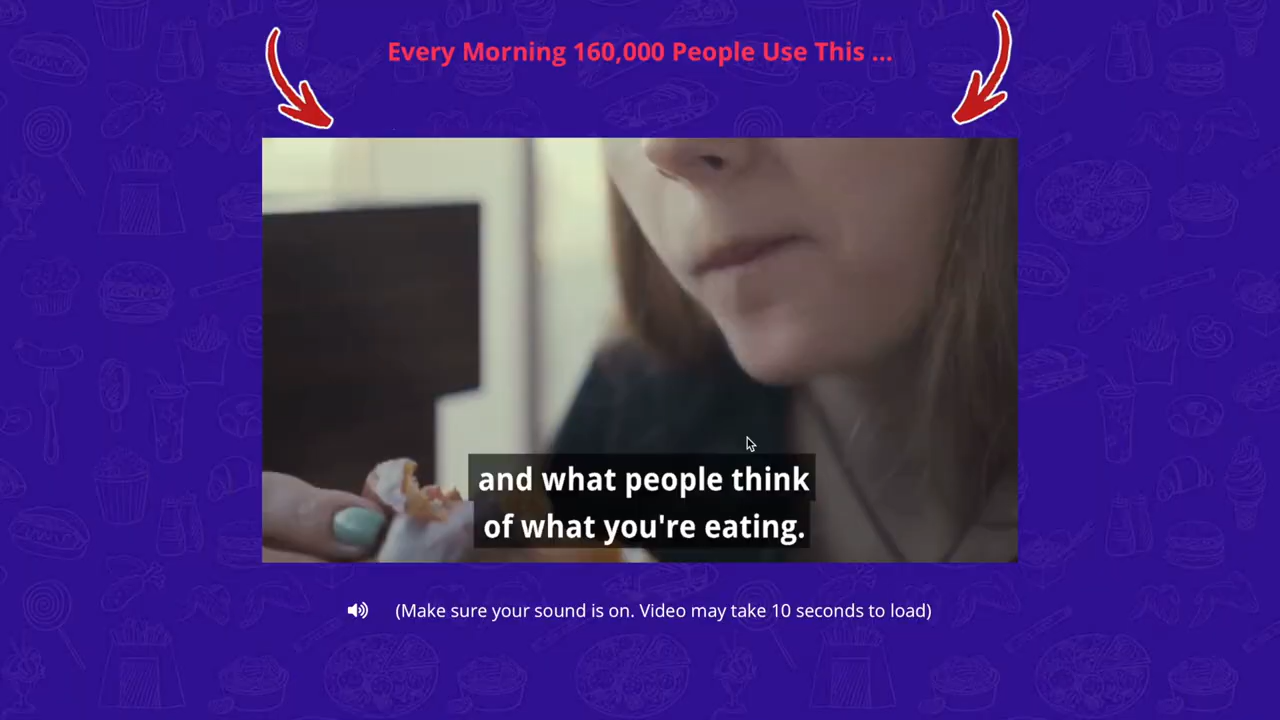 Every Morning 160,000 People Use This ...
and what people think
of what you're eating.
(Make sure your sound is on. Video may take 10 seconds to load)